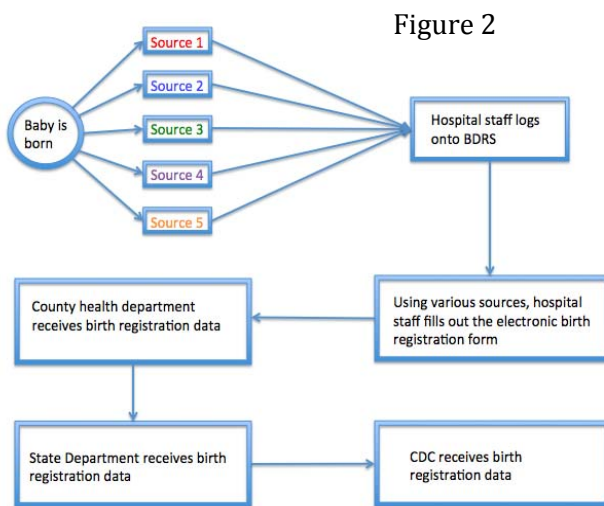 Figure 2
Baby is
born
Source 1
Source 2
Source 3
Source 4
Source 5
Hospital staff logs
onto BDRS
Using various sources, hospital
staff fills out the electronic birth
registration form
County health department
receives birth registration data
State Department receives birth
registration data
CDC receives birth
registration data